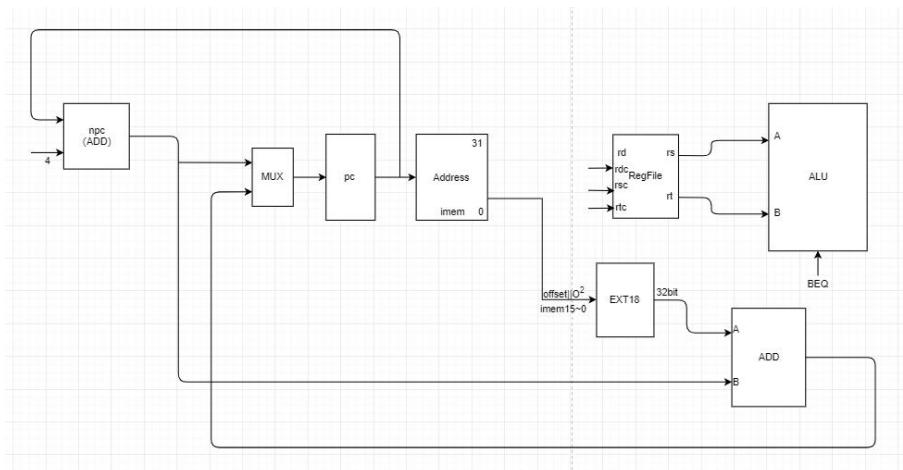 npc
(ADD)
4
MUX
pc
31
Address
imem 0
rd rs
rdc
RegFile
rsc
rt
rtc
A
ALU
B
BEQ
offset||O²
imem15~0
EXT18
32bit
A
ADD
B